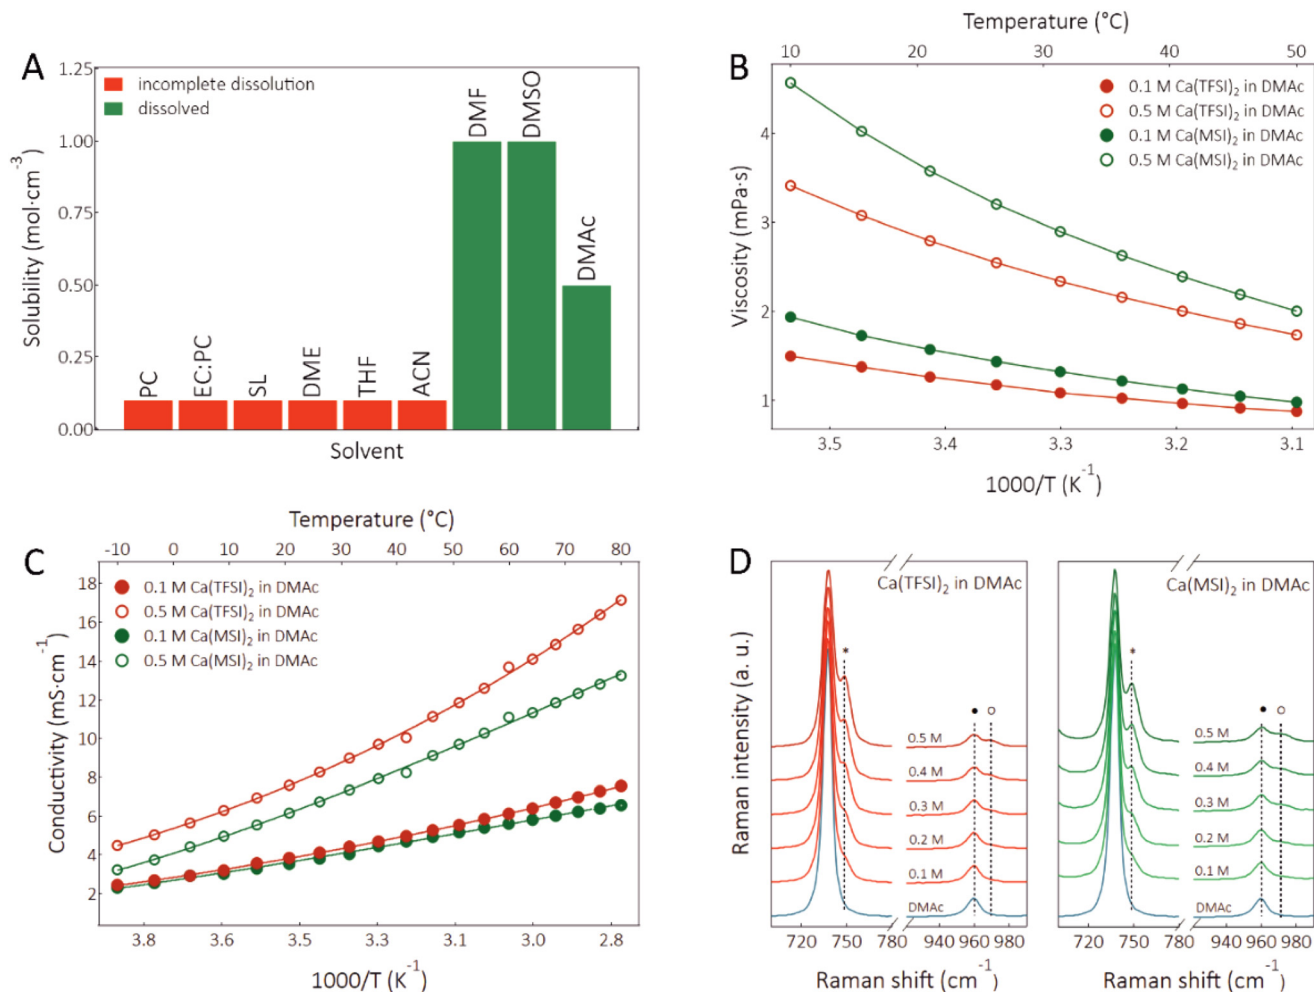 A
incomplete dissolution
dissolved
1.25
1.00
0.75
0.50
0.25
0.00
Solubility (mol·cm⁻³)
PC
EC:PC
SL
DME
THF
ACN
DMF
DMSO
DMAc
Solvent
B
Temperature (°C)
10 20 30 40 50
0.1 M Ca(TFSI)₂ in DMAc
0.5 M Ca(TFSI)₂ in DMAc
0.1 M Ca(MSI)₂ in DMAc
0.5 M Ca(MSI)₂ in DMAc
4
3
2
1
Viscosity (mPa·s)
3.5 3.4 3.3 3.2 3.1
1000/T (K⁻¹)
C
Temperature (°C)
-10 0 10 20 30 40 50 60 70 80
0.1 M Ca(TFSI)₂ in DMAc
0.5 M Ca(TFSI)₂ in DMAc
0.1 M Ca(MSI)₂ in DMAc
0.5 M Ca(MSI)₂ in DMAc
18
16
14
12
10
8
6
4
2
Conductivity (mS·cm⁻¹)
3.8 3.6 3.5 3.3 3.1 3.0 2.8
1000/T (K⁻¹)
D
Raman intensity (a. u.)
Ca(TFSI)₂ in DMAc
*
0.5 M
0.4 M
0.3 M
0.2 M
0.1 M
DMAc
720 750 780 940 960 980
Raman shift (cm⁻¹)
Ca(MSI)₂ in DMAc
*
0.5 M
0.4 M
0.3 M
0.2 M
0.1 M
DMAc
720 750 780 940 960 980
Raman shift (cm⁻¹)